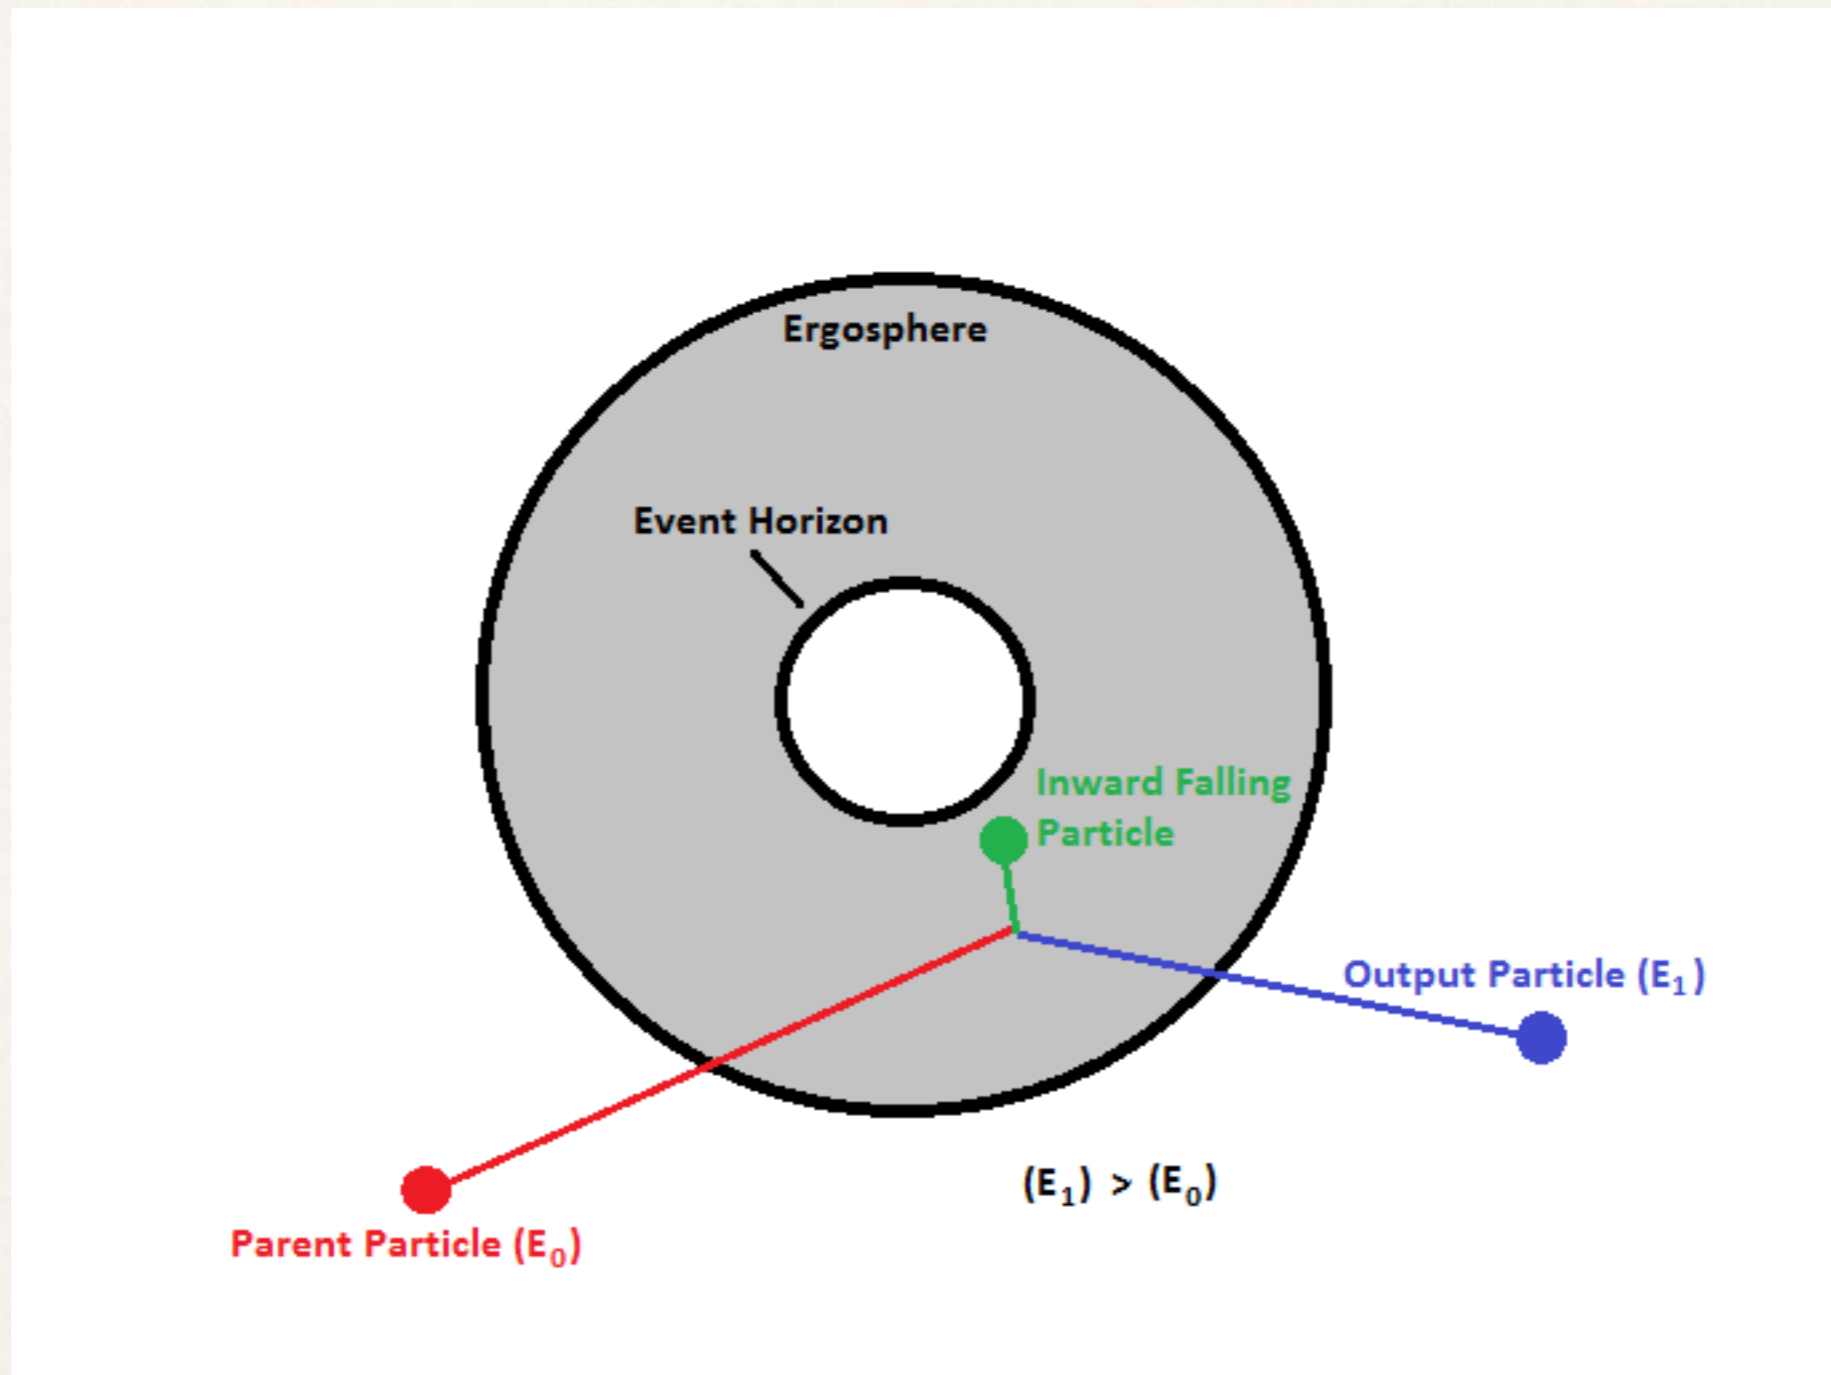 Ergosphere
Event Horizon
Inward Falling
Particle
Output Particle (E₁)
(E₁) > (E₀)
Parent Particle (E₀)